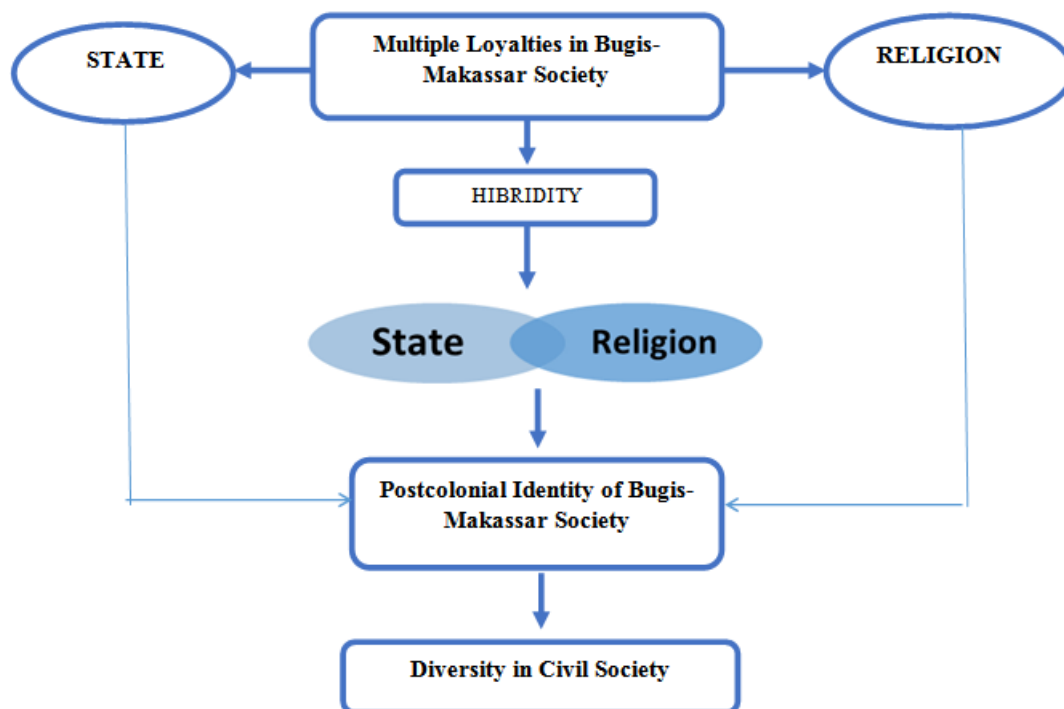 STATE
Multiple Loyalties in Bugis-
Makassar Society
RELIGION
HIBRIDITY
State
Religion
Postcolonial Identity of Bugis-
Makassar Society
Diversity in Civil Society